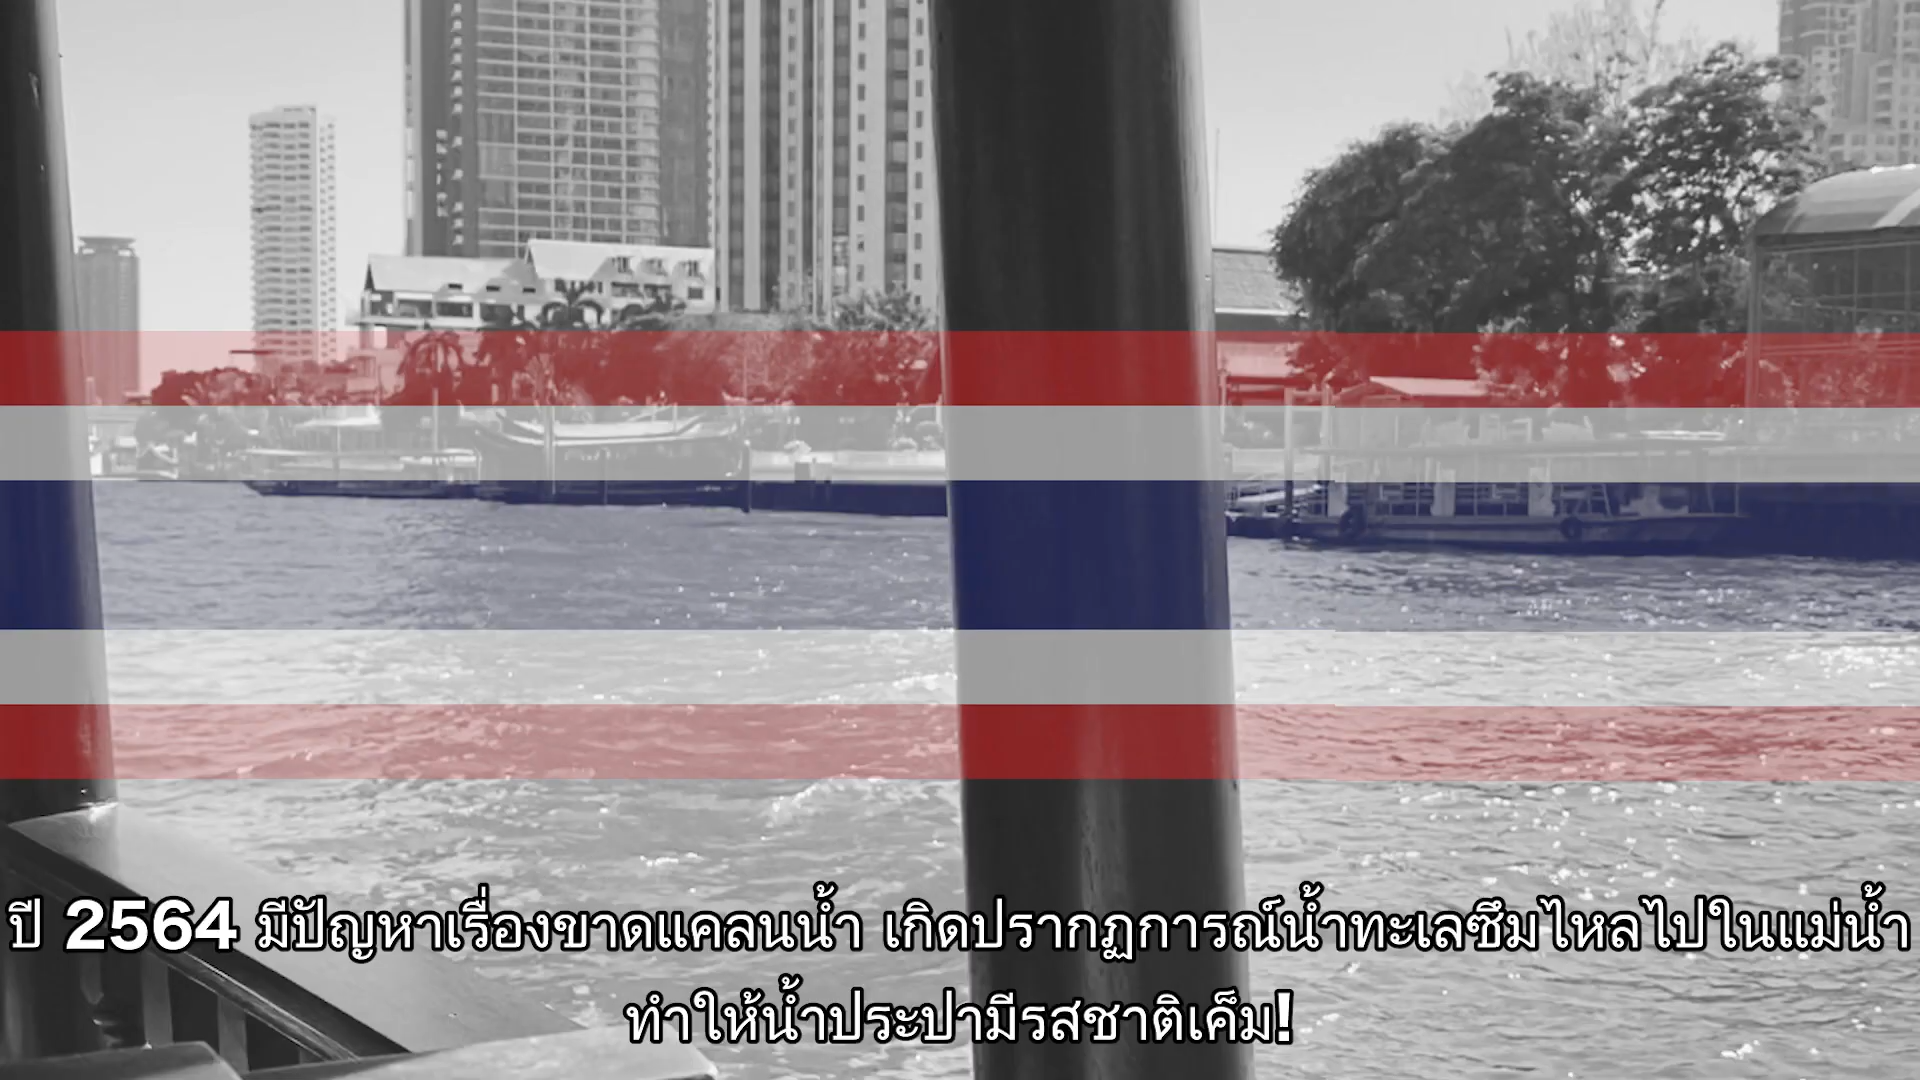 ปี 2564 มีปัญหาเรื่องขาดแคลนน้ำ เกิดปรากฏการณ์น้ำทะเลซึมไหลไปในแม่น้ำ
ทำให้น้ำประปามีรสชาติเค็ม!